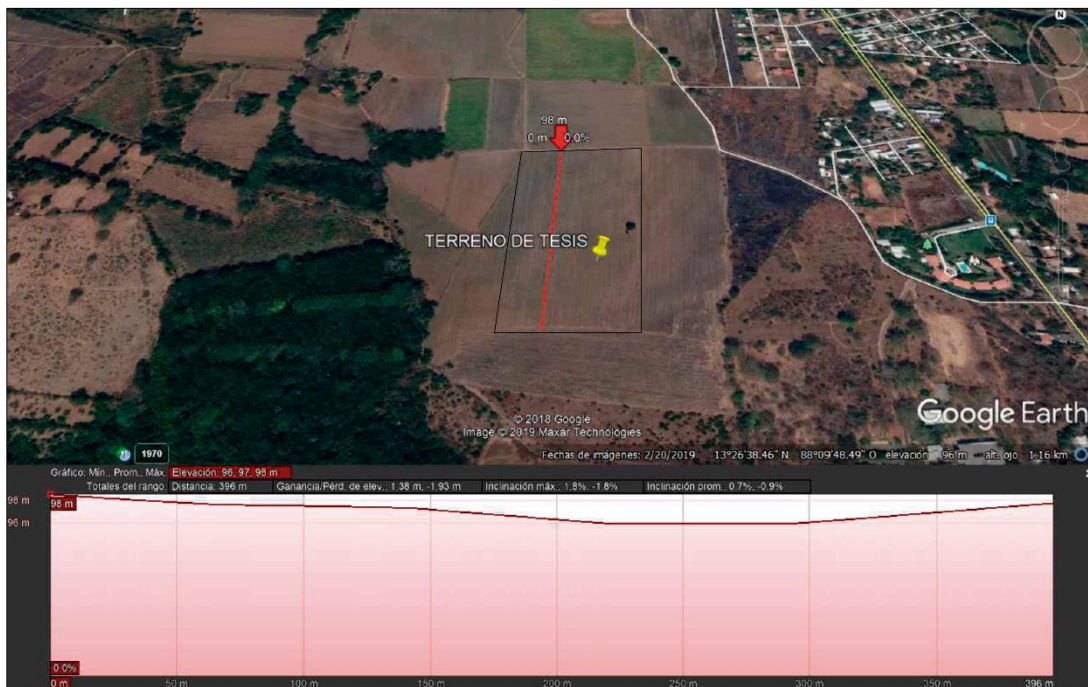 N
98 m
0 m 0.0%
TERRENO DE TESIS
Google Earth
© 2018 Google
Image © 2019 Maxar Technologies
1970
Fechas de imágenes: 2/20/2019 13°26'38.46" N 88°09'48.49" O elevación 96 m alt. ojo 1.16 km
Gráfico: Mín., Prom., Máx. Elevación: 96, 97, 98 m
Totales del rango: Distancia: 396 m Ganancia/Pérd. de elev.: 1.38 m, -1.93 m Inclinación máx.: 1.8%, -1.8% Inclinación prom.: 0.7%, -0.9%
98 m 98 m
96 m
0.0%
0 m 50 m 100 m 150 m 200 m 250 m 300 m 350 m 396 m